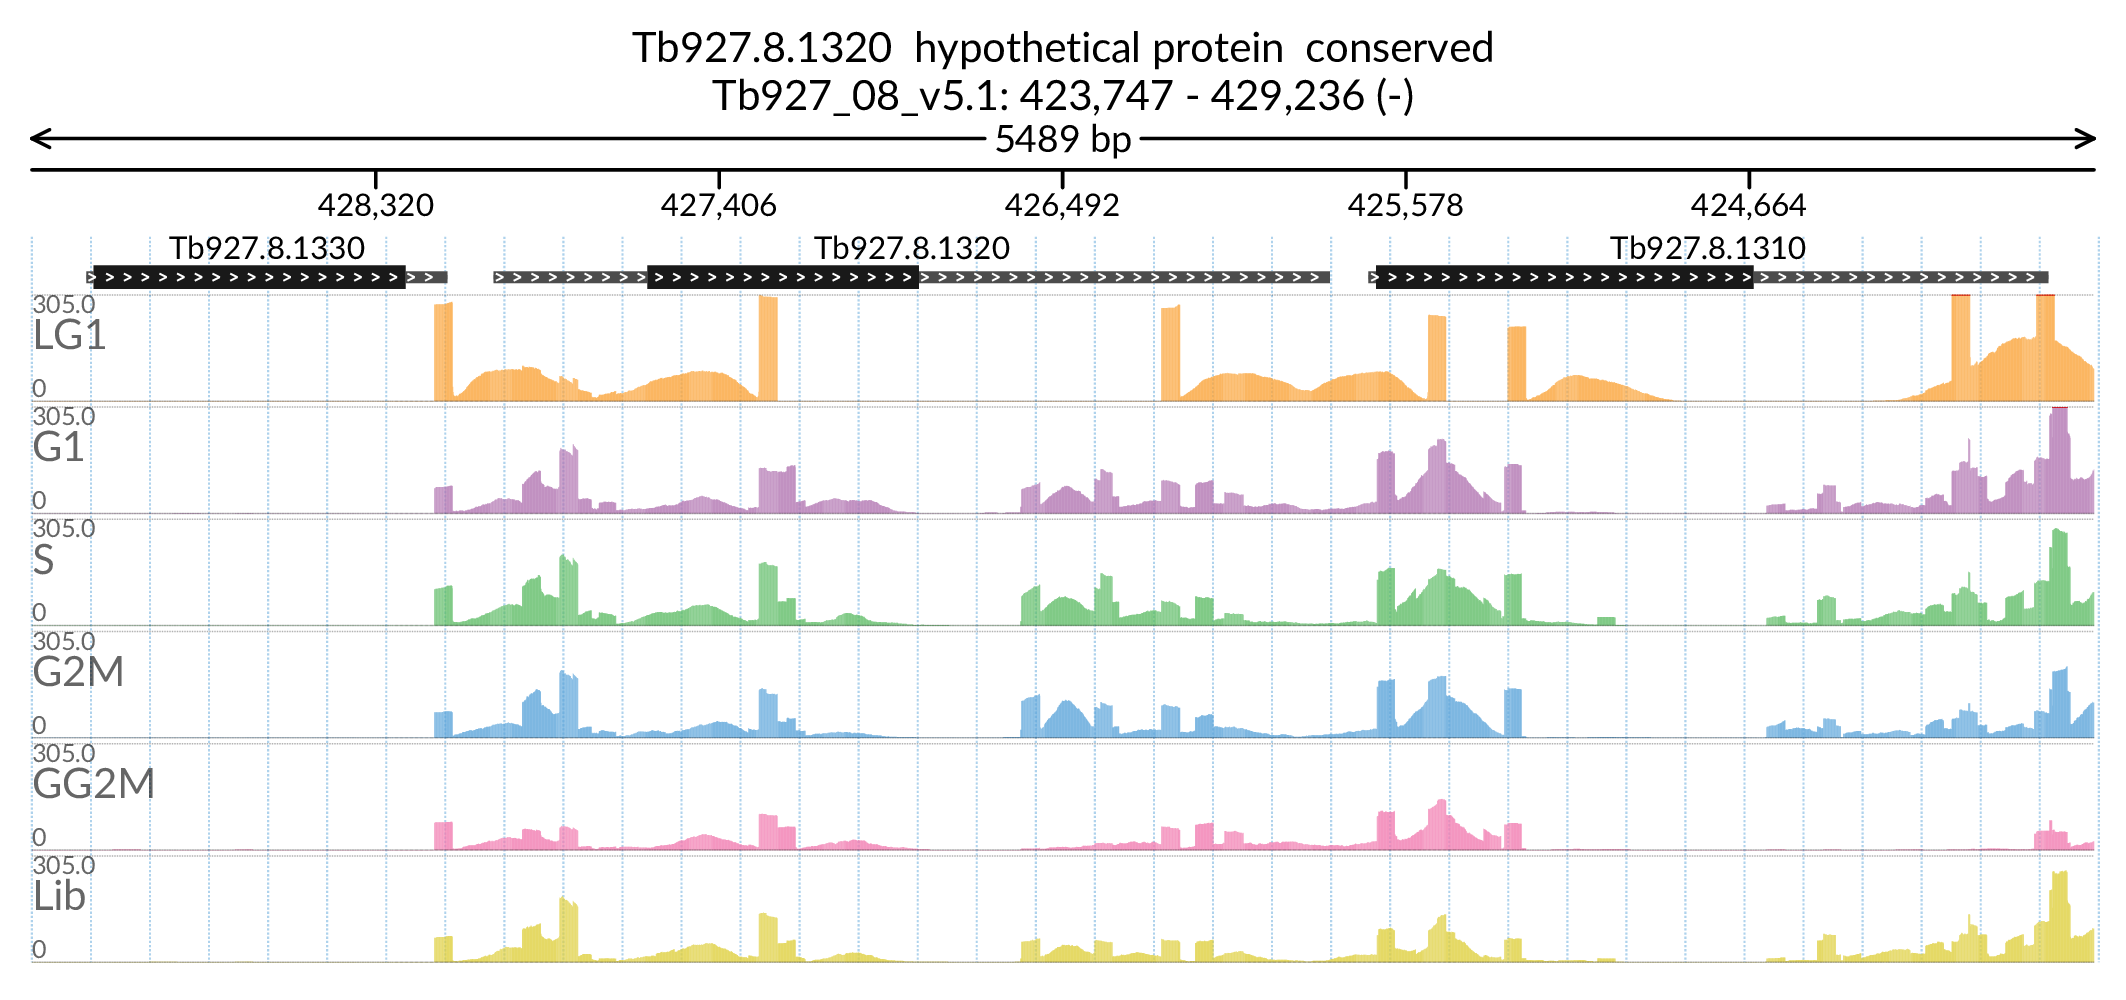 Tb927.8.1320  hypothetical protein  conserved
Tb927_08_v5.1: 423,747 - 429,236 (-)
5489 bp
428,320 427,406 426,492 425,578 424,664
Tb927.8.1330 Tb927.8.1320 Tb927.8.1310
305.0
LG1
0
305.0
G1
0
305.0
S
0
305.0
G2M
0
305.0
GG2M
0
305.0
Lib
0